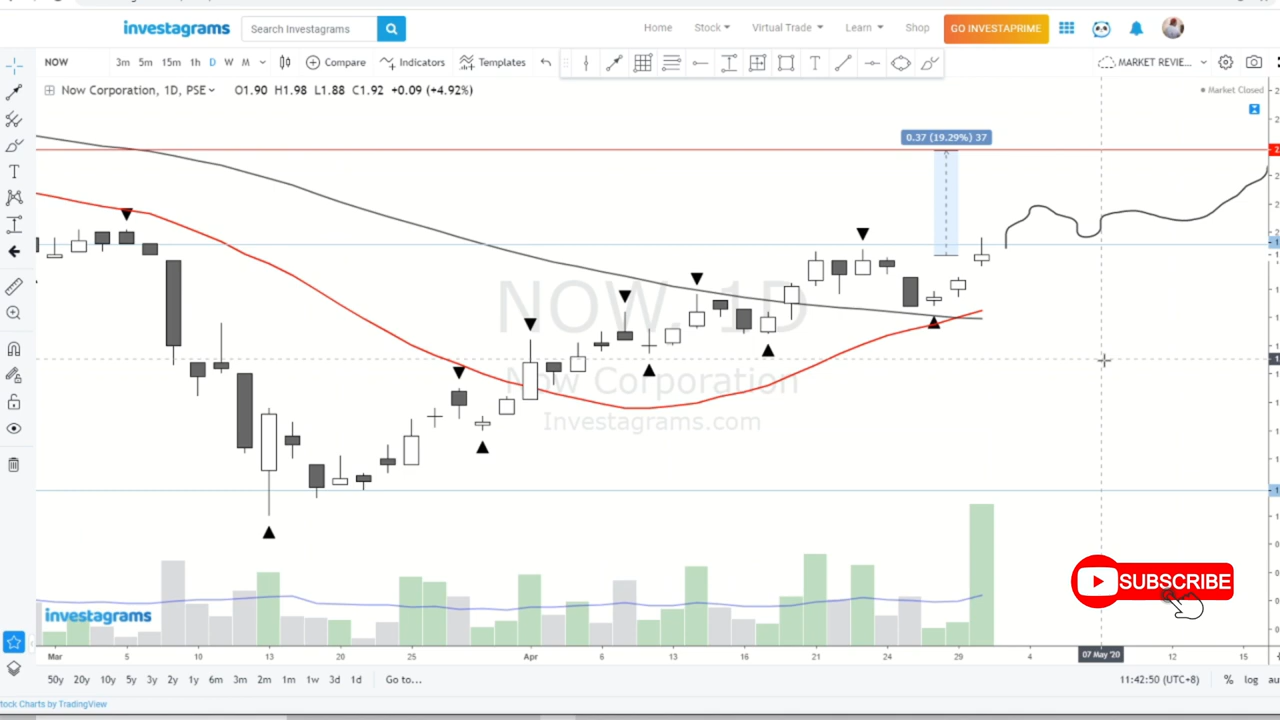 investagrams
Search Investagrams
Home
Stock
Virtual Trade
Learn
Shop
GO INVESTAPRIME
NOW
3m 5m 15m 1h D W M
Compare
Indicators
Templates
MARKET REVIE...
Now Corporation, 1D, PSE
O1.90 H1.98 L1.88 C1.92 +0.09 (+4.92%)
Market Closed
0.37 (19.29%) 37
NOW, 1D
Now Corporation
Investagrams.com
SUBSCRIBE
investagrams
Mar 5 10 13 20 25 Apr 6 13 16 21 24 29 4 07 May '20 12 15
50y 20y 10y 5y 3y 2y 1y 6m 3m 2m 1m 1w 3d 1d Go to...
11:42:50 (UTC+8) % log au
tock Charts by TradingView